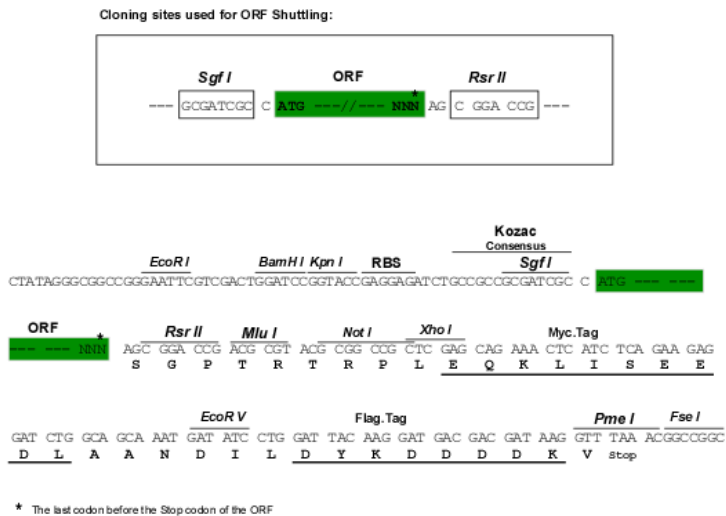 Cloning sites used for ORF Shuttling:
Sgf I ORF Rsr II
*
--- GCGATCGC C ATG ---//--- NNN AG C GGA CCG ---
Kozac
Consensus
EcoR I BamH I Kpn I RBS Sgf I
CTATAGGGCGGCCGGGAATTCGTCGACTGGATCCGGTACCGAGGAGATCTGCCGCCGCGATCGC C ATG --- ---
ORF * Rsr II Mlu I Not I Xho I Myc.Tag
--- --- NNN AGC GGA CCG ACG CGT ACG CGG CCG CTC GAG CAG AAA CTC ATC TCA GAA GAG
S G P T R T R P L E Q K L I S E E
EcoR V Flag.Tag Pme I Fse I
GAT CTG GCA GCA AAT GAT ATC CTG GAT TAC AAG GAT GAC GAC GAT AAG GTT TAA ACGGCCGGC
D L A A N D I L D Y K D D D D K V Stop
* The last codon before the Stop codon of the ORF